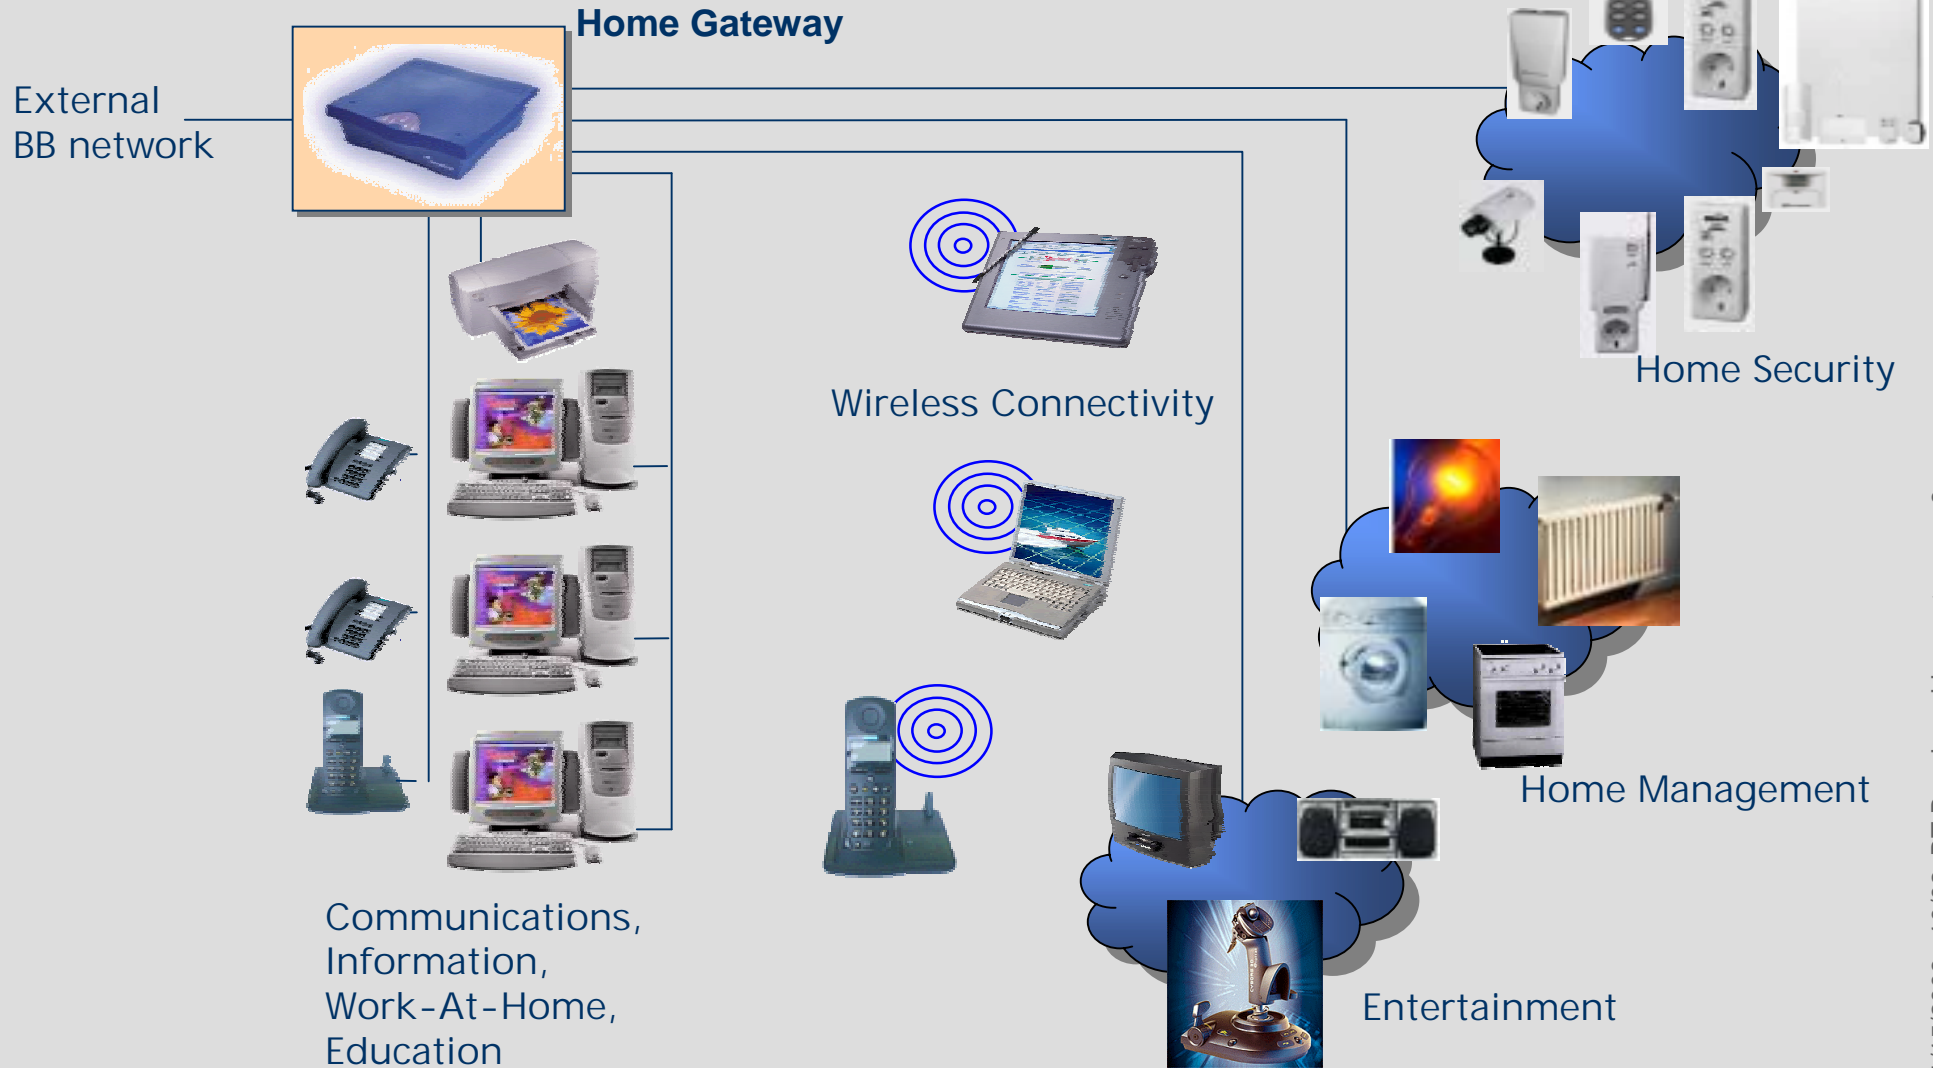 Home Gateway
External
BB network
Wireless Connectivity
Home Security
Home Management
Communications,
Information,
Work-At-Home,
Education
Entertainment